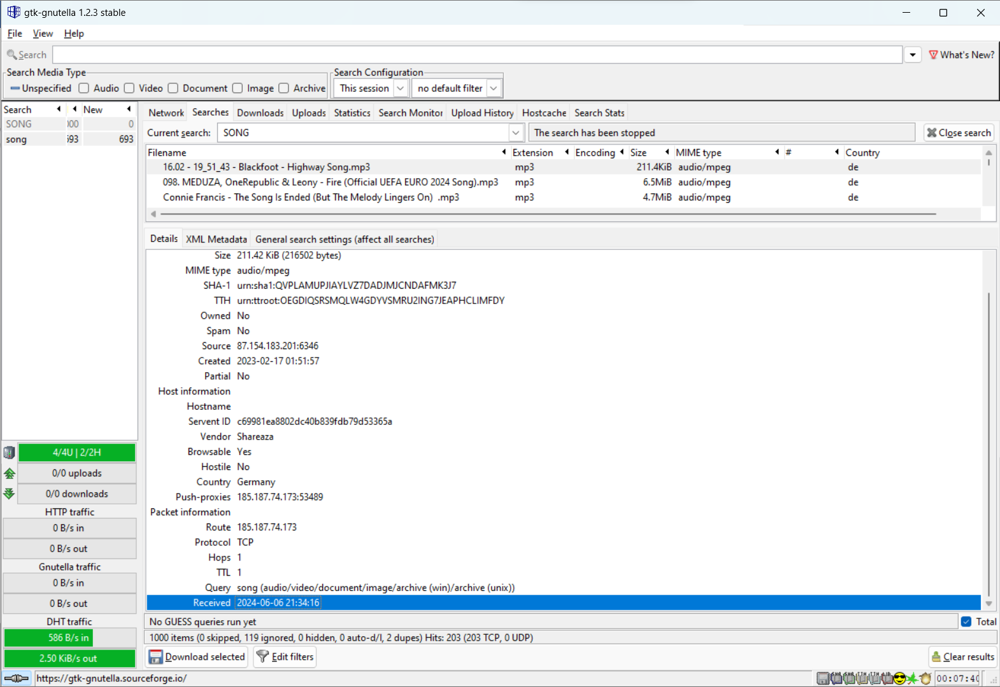 gtk-gnutella 1.2.3 stable
File View Help
Search What's New?
Search Media Type Search Configuration
Unspecified Audio Video Document Image Archive This session no default filter
Search New
SONG 000 0
song 693
Network Searches Downloads Uploads Statistics Search Monitor Upload History Hostcache Search Stats
Current search: SONG The search has been stopped Close search
Filename Extension Encoding Size MIME type # Country
16.02 - 19_51_43 - Blackfoot - Highway Song.mp3 mp3 211.4KiB audio/mpeg de
098. MEDUZA, OneRepublic & Leony - Fire (Official UEFA EURO 2024 Song).mp3 mp3 6.5MiB audio/mpeg de
Connie Francis - The Song Is Ended (But The Melody Lingers On) .mp3 mp3 4.7MiB audio/mpeg de
Details XML Metadata General search settings (affect all searches)
Size 211.42 KiB (216502 bytes)
MIME type audio/mpeg
SHA-1 urn:sha1:QVPLAMUPJIAYLVZ7DADJMJCNDAFMK3J7
TTH urn:ttroot:OEGDIQSRSMQLW4GDYVSMRU2ING7JEAPHCLIMFDY
Owned No
Spam No
Source 87.154.183.201:6346
Created 2023-02-17 01:51:57
Partial No
Host information
Hostname
Servent ID c69981ea8802dc40b839fdb79d53365a
Vendor Shareaza
Browsable Yes
Hostile No
Country Germany
Push-proxies 185.187.74.173:53489
Packet information
Route 185.187.74.173
Protocol TCP
Hops 1
TTL 1
Query song (audio/video/document/image/archive (win)/archive (unix))
Received 2024-06-06 21:34:16
4/4U | 2/2H
0/0 uploads
0/0 downloads
HTTP traffic
0 B/s in
0 B/s out
Gnutella traffic
0 B/s in
0 B/s out
DHT traffic
586 B/s in
2.50 KiB/s out
No GUESS queries run yet Total
1000 items (0 skipped, 119 ignored, 0 hidden, 0 auto-d/l, 2 dupes) Hits: 203 (203 TCP, 0 UDP)
Download selected Edit filters Clear results
https://gtk-gnutella.sourceforge.io/ 00:07:40